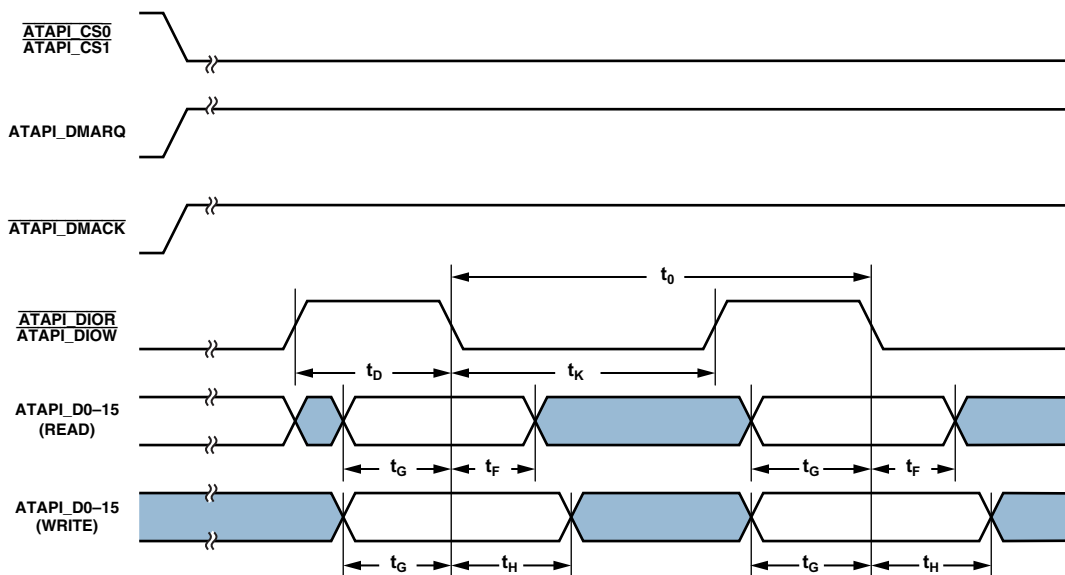 ATAPI_CS0
ATAPI_CS1
ATAPI_DMARQ
ATAPI_DMACK
t0
ATAPI_DIOR
ATAPI_DIOW
tD
tK
ATAPI_D0–15
(READ)
tG
tF
tG
tF
ATAPI_D0–15
(WRITE)
tG
tH
tG
tH